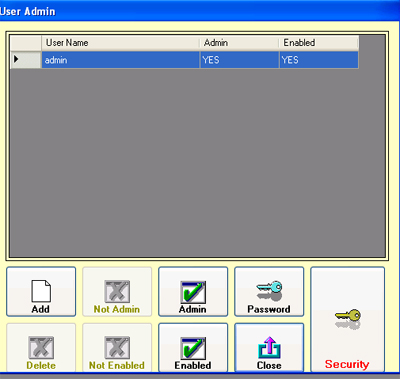 User Admin
User Name Admin Enabled
admin YES YES
Add Not Admin Admin Password
Delete Not Enabled Enabled Close Security